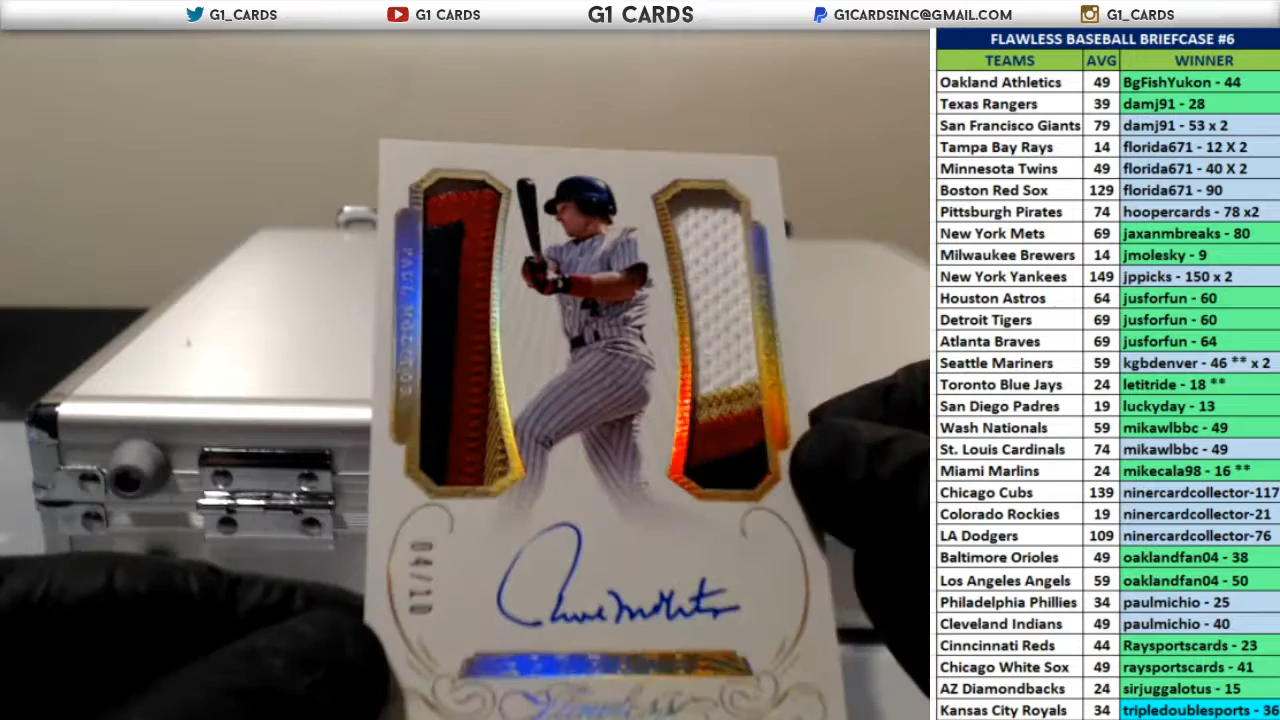 G1_CARDS
G1 CARDS
G1 CARDS
G1CARDSINC@GMAIL.COM
G1_CARDS
FLAWLESS BASEBALL BRIEFCASE #6
TEAMS AVG WINNER
Oakland Athletics 49 BgFishYukon - 44
Texas Rangers 39 damj91 - 28
San Francisco Giants 79 damj91 - 53 x 2
Tampa Bay Rays 14 florida671 - 12 X 2
Minnesota Twins 49 florida671 - 40 X 2
Boston Red Sox 129 florida671 - 90
Pittsburgh Pirates 74 hoopercards - 78 x2
New York Mets 69 jaxanmbreaks - 80
Milwaukee Brewers 14 jmolesky - 9
New York Yankees 149 jppicks - 150 x 2
Houston Astros 64 jusforfun - 60
Detroit Tigers 69 jusforfun - 60
Atlanta Braves 69 jusforfun - 64
Seattle Mariners 59 kgbdenver - 46 ** x 2
Toronto Blue Jays 24 letitride - 18 **
San Diego Padres 19 luckyday - 13
Wash Nationals 59 mikawlbbc - 49
St. Louis Cardinals 74 mikawlbbc - 49
Miami Marlins 24 mikecala98 - 16 **
Chicago Cubs 139 ninercardcollector-117
Colorado Rockies 19 ninercardcollector-21
LA Dodgers 109 ninercardcollector-76
Baltimore Orioles 49 oaklandfan04 - 38
Los Angeles Angels 59 oaklandfan04 - 50
Philadelphia Phillies 34 paulmichio - 25
Cleveland Indians 49 paulmichio - 40
Cinncinnati Reds 44 Raysportscards - 23
Chicago White Sox 49 raysportscards - 41
AZ Diamondbacks 24 sirjuggalotus - 15
Kansas City Royals 34 tripledoublesports - 36
PAUL MOLITOR
04/10